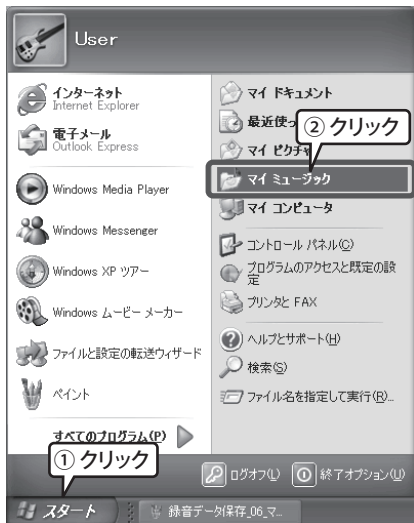 User
インターネット
Internet Explorer
電子メール
Outlook Express
Windows Media Player
Windows Messenger
Windows XP ツアー
Windows ムービー メーカー
ファイルと設定の転送ウィザード
ペイント
すべてのプログラム(P)
① クリック
マイ ドキュメント
最近使っ
② クリック
マイ ピクチャ
マイ ミュージック
マイ コンピュータ
コントロール パネル(C)
プログラムのアクセスと既定の設
定
プリンタと FAX
ヘルプとサポート(H)
検索(S)
ファイル名を指定して実行(R)...
ログオフ(L)
終了オプション(U)
スタート
録音データ保存_06_マ...